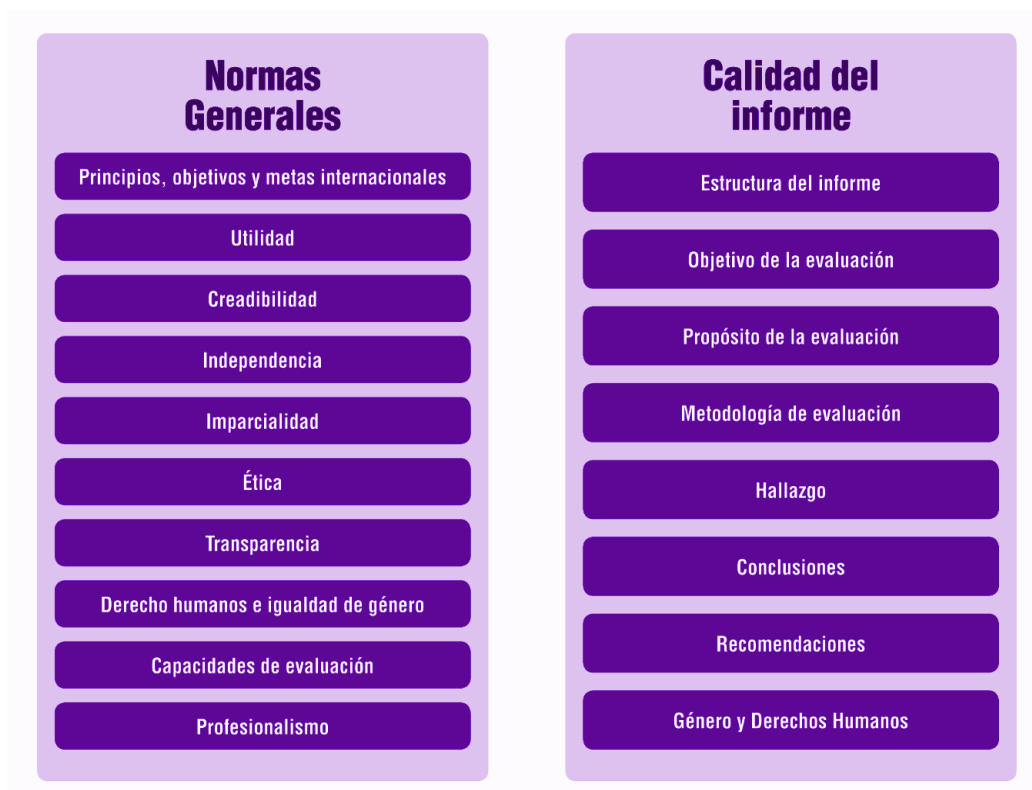 Normas
Generales
Principios, objetivos y metas internacionales
Utilidad
Creadibilidad
Independencia
Imparcialidad
Ética
Transparencia
Derecho humanos e igualdad de género
Capacidades de evaluación
Profesionalismo
Calidad del
informe
Estructura del informe
Objetivo de la evaluación
Propósito de la evaluación
Metodología de evaluación
Hallazgo
Conclusiones
Recomendaciones
Género y Derechos Humanos